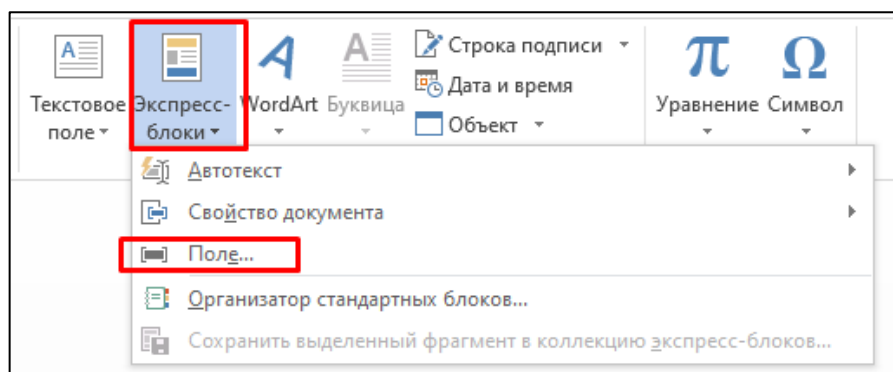 Строка подписи
Дата и время
Объект
Текстовое поле
Экспресс-блоки
WordArt
Буквица
Уравнение
Символ
Автотекст
Свойство документа
Поле...
Организатор стандартных блоков...
Сохранить выделенный фрагмент в коллекцию экспресс-блоков...